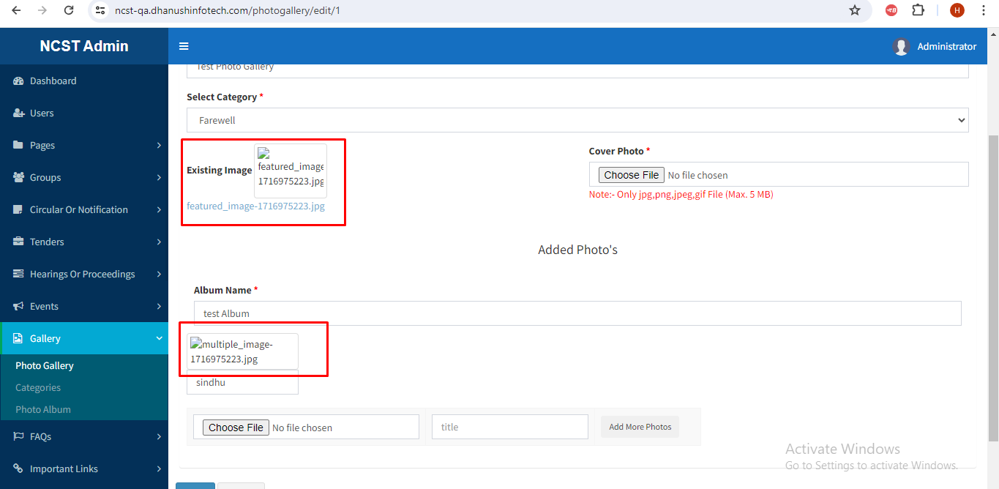 ncst-qa.dhanushinfotech.com/photogallery/edit/1
H
NCST Admin
Administrator
Dashboard
Users
Pages
Groups
Circular Or Notification
Tenders
Hearings Or Proceedings
Events
Gallery
Photo Gallery
Categories
Photo Album
FAQs
Important Links
Test Photo Gallery
Select Category *
Farewell
Existing Image
featured_image
1716975223.jpg
featured_image-1716975223.jpg
Cover Photo *
Choose File No file chosen
Note:- Only jpg,png,jpeg,gif File (Max. 5 MB)
Added Photo's
Album Name *
test Album
multiple_image-
1716975223.jpg
sindhu
Choose File No file chosen
title
Add More Photos
Activate Windows
Go to Settings to activate Windows.